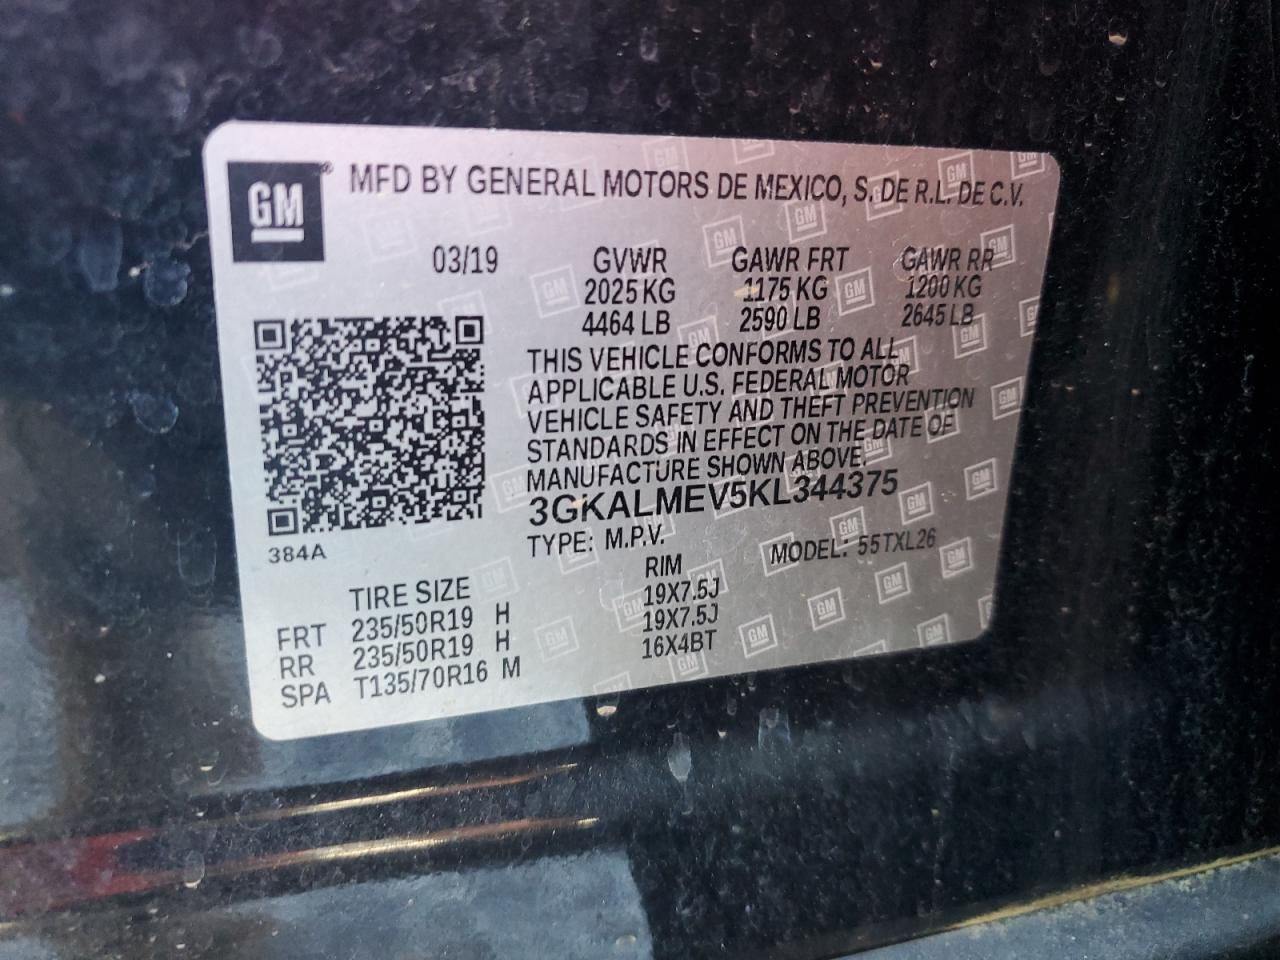 GM® MFD BY GENERAL MOTORS DE MEXICO, S. DE R.L. DE C.V.
03/19 GVWR GAWR FRT GAWR RR
2025 KG 1175 KG 1200 KG
4464 LB 2590 LB 2645 LB
THIS VEHICLE CONFORMS TO ALL
APPLICABLE U.S. FEDERAL MOTOR
VEHICLE SAFETY AND THEFT PREVENTION
STANDARDS IN EFFECT ON THE DATE OF
MANUFACTURE SHOWN ABOVE.
3GKALMEV5KL344375
384A TYPE: M.P.V. MODEL: 55TXL26
TIRE SIZE RIM
FRT 235/50R19 H 19X7.5J
RR 235/50R19 H 19X7.5J
SPA T135/70R16 M 16X4BT